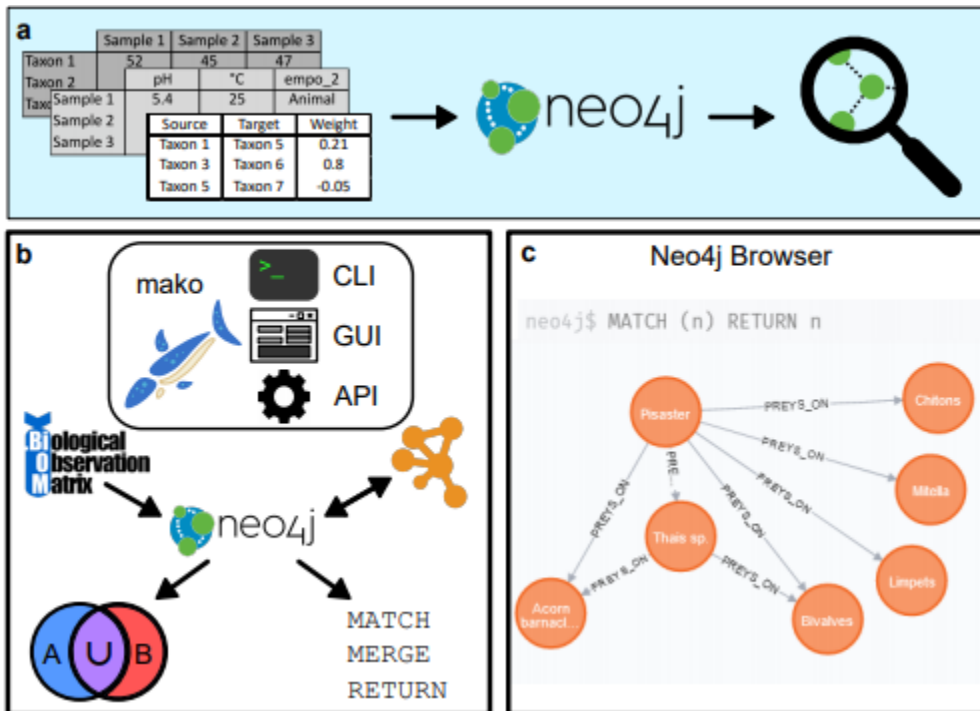 a
Sample 1 Sample 2 Sample 3
Taxon 1 52 45 47
Taxon 2
pH °C empo_2
Sample 1 5.4 25 Animal
Sample 2
Sample 3
Source Target Weight
Taxon 1 Taxon 5 0.21
Taxon 3 Taxon 6 0.8
Taxon 5 Taxon 7 -0.05
neo4j
b
mako
>_ CLI
GUI
API
Biological
Observation
Matrix
neo4j
A U B
MATCH
MERGE
RETURN
c
Neo4j Browser
neo4j$ MATCH (n) RETURN n
Pisaster
PREYS_ON
Chitons
PREYS_ON
Mitella
PREYS_ON
Limpets
PREYS_ON
Bivalves
PRE...
Thais sp.
PREYS_ON
PREYS_ON
PREYS_ON
Acorn
barnacl...